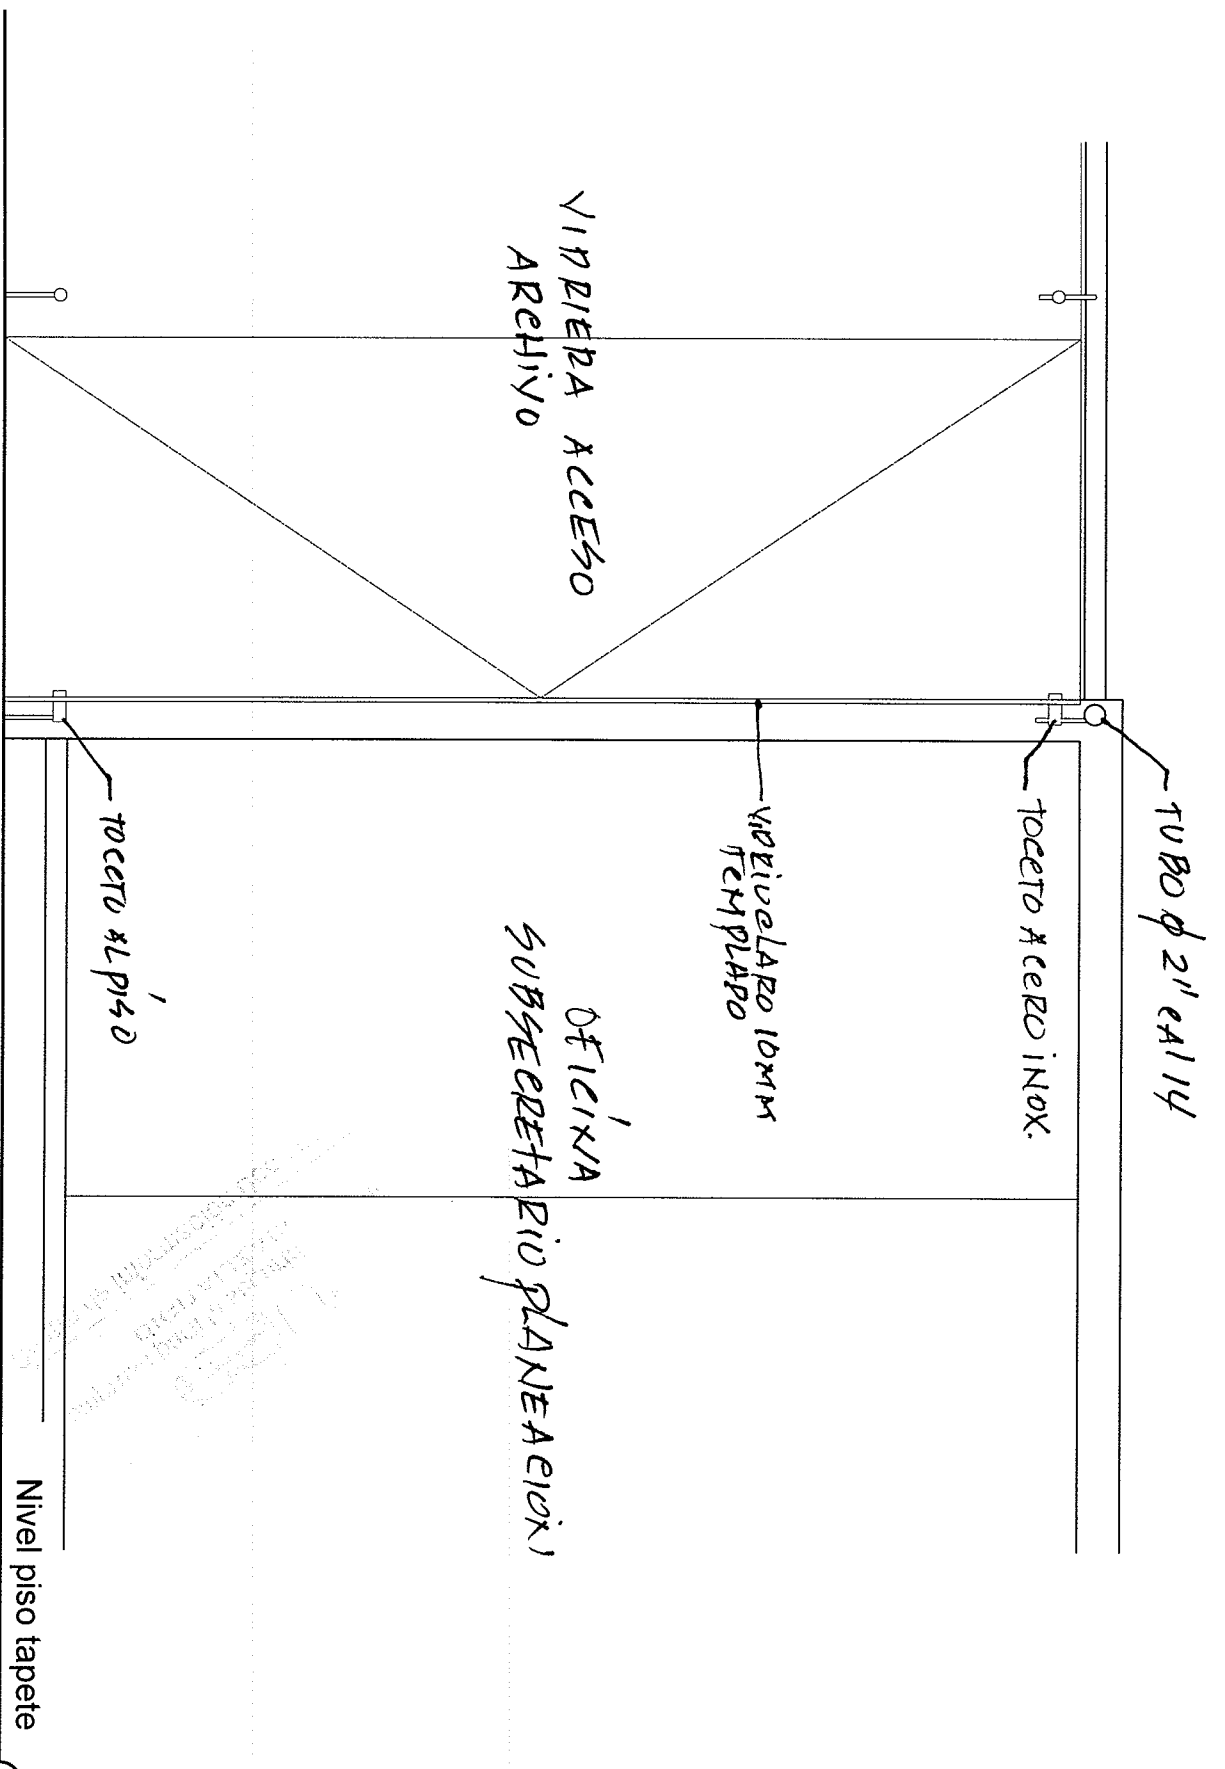 TUBO ϕ 2" CAl 14
TOCETO ACERO iNOX.
VIDRIO CLARO 10MM
TEMPLADO
VIDRIERA ACCESO
ARCHIVO
OFICINA
SUBSECRETARIO PLANEACION
TOCETO AL PISO
Nivel piso tapete